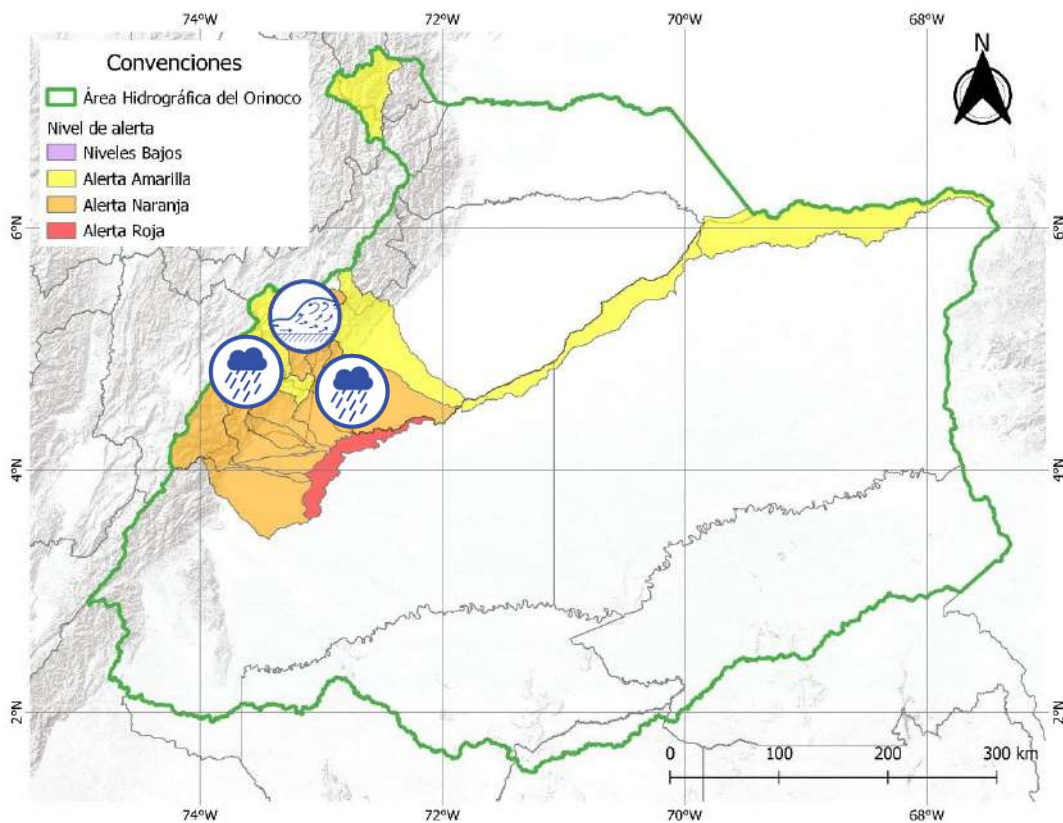 74°W 72°W 70°W 68°W
N
Convenciones
Área Hidrográfica del Orinoco
Nivel de alerta
Niveles Bajos
Alerta Amarilla
Alerta Naranja
Alerta Roja
6°N 6°N
4°N 4°N
2°N 2°N
0 100 200 300 km
74°W 72°W 70°W 68°W